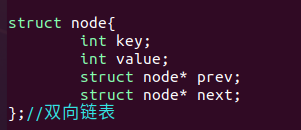 struct node{
        int key;
        int value;
        struct node* prev;
        struct node* next;
};//双向链表